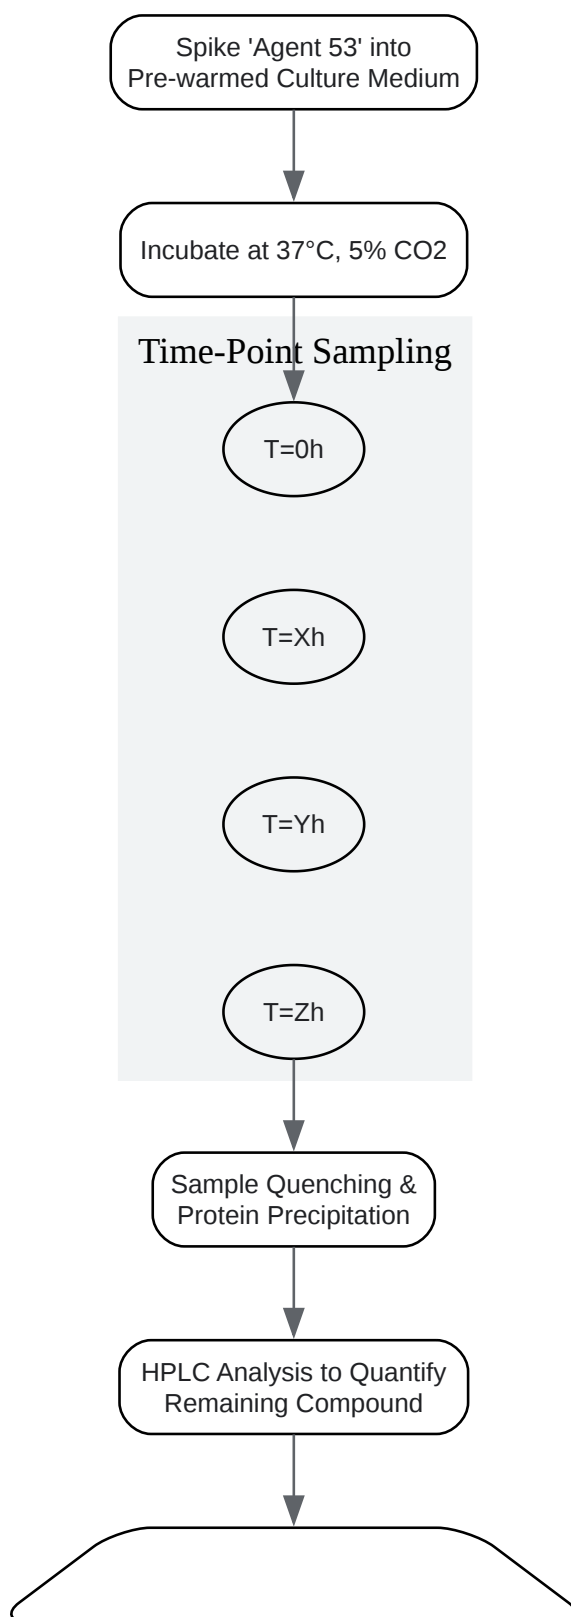 Spike 'Agent 53' into
Pre-warmed Culture Medium
Incubate at 37°C, 5% CO2
Time-Point Sampling
T=0h
T=Xh
T=Yh
T=Zh
Sample Quenching &
Protein Precipitation
HPLC Analysis to Quantify
Remaining Compound